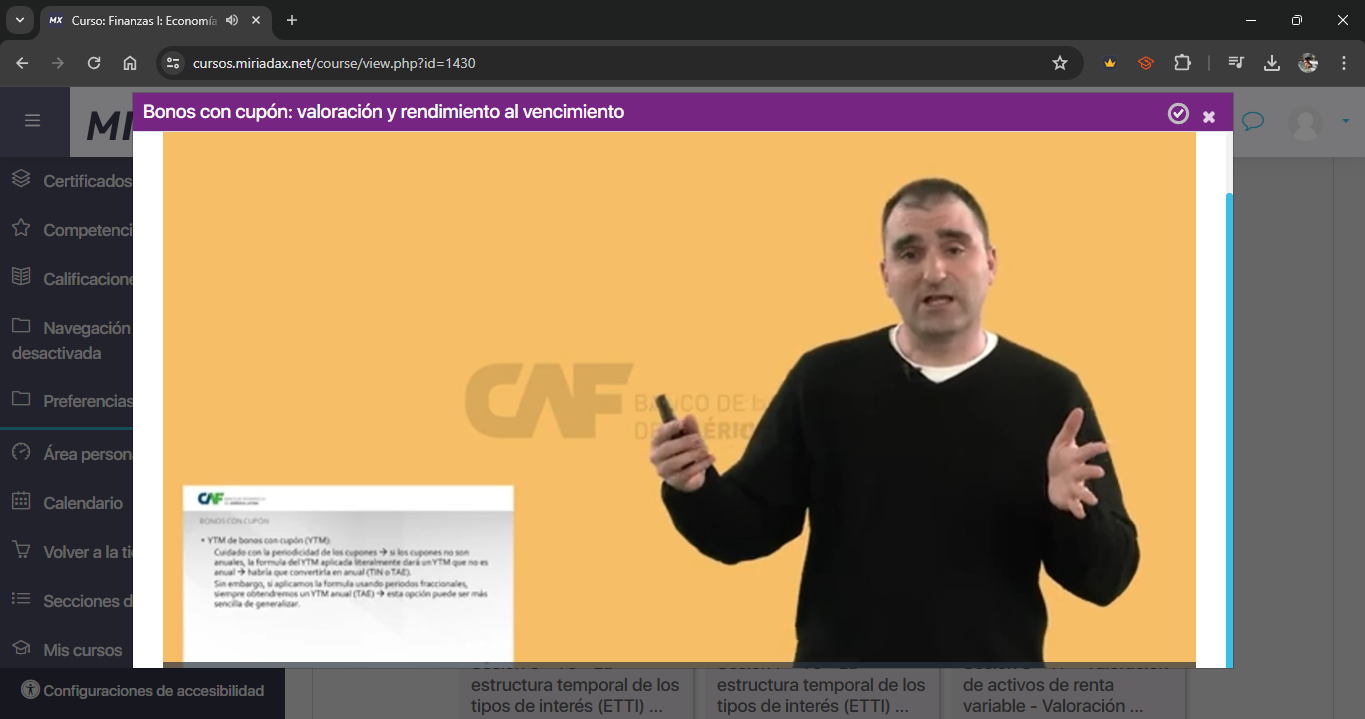 Curso: Finanzas I: Economía
cursos.miriadax.net/course/view.php?id=1430
Bonos con cupón: valoración y rendimiento al vencimiento
Certificados
Competenci
Calificacione
Navegación
desactivada
Preferencias
Área person
Calendario
Volver a la ti
Secciones d
Mis cursos
Configuraciones de accesibilidad
CAF
BANCO DE
DE AMÉRIC
CAF
BONOS CON CUPÓN
• YTM de bonos con cupón (YTM):
Cuidado con la periodicidad de los cupones → si los cupones no son
anuales, la formula del YTM aplicada literalmente dará un YTM que no es
anual → habría que convertirla en anual (TIN o TAE).
Sin embargo, si aplicamos la formula usando periodos fraccionales,
siempre obtendremos un YTM anual (TAE) → esta opción puede ser más
sencilla de generalizar.
estructura temporal de los
tipos de interés (ETTI) ...
estructura temporal de los
tipos de interés (ETTI) ...
de activos de renta
variable - Valoración ...